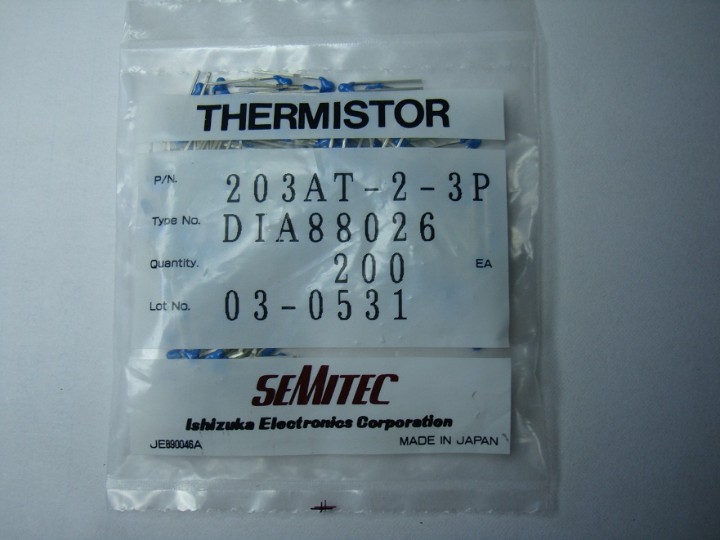 THERMISTOR
P/N. 203AT-2-3P
Type No. DIA88026
Quantity. 200 EA
Lot No. 03-0531
SEMITEC
Ishizuka Electronics Corporation
JEB90046A MADE IN JAPAN